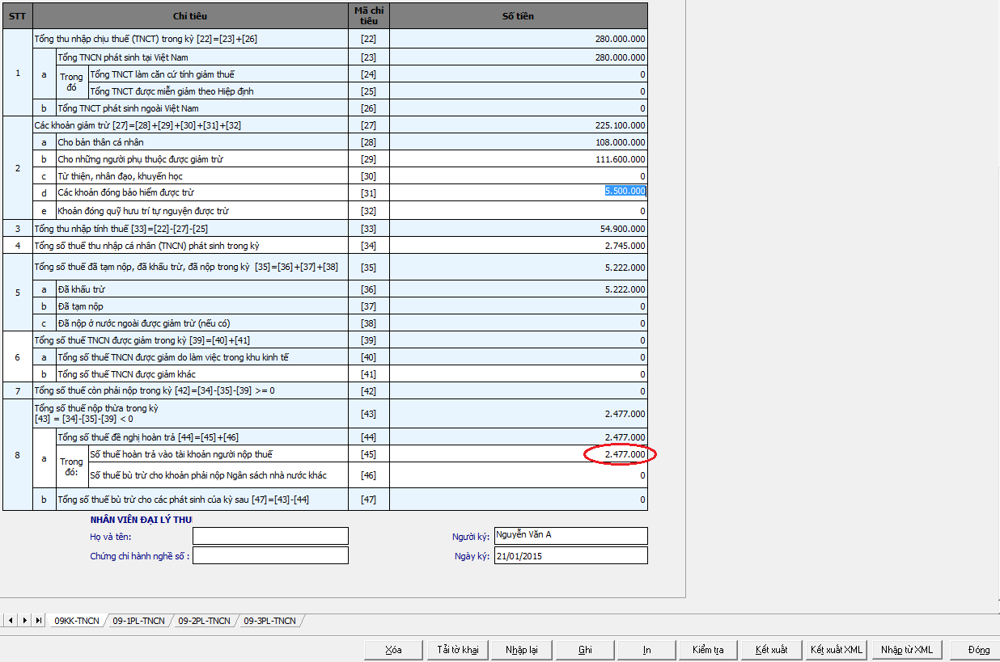 STT Chỉ tiêu Mã chỉ tiêu Số tiền
1 Tổng thu nhập chịu thuế (TNCT) trong kỳ [22]=[23]+[26] [22] 280.000.000
a Tổng TNCN phát sinh tại Việt Nam [23] 280.000.000
Trong đó Tổng TNCT làm căn cứ tính giảm thuế [24] 0
Tổng TNCT được miễn giảm theo Hiệp định [25] 0
b Tổng TNCT phát sinh ngoài Việt Nam [26] 0
2 Các khoản giảm trừ [27]=[28]+[29]+[30]+[31]+[32] [27] 225.100.000
a Cho bản thân cá nhân [28] 108.000.000
b Cho những người phụ thuộc được giảm trừ [29] 111.600.000
c Từ thiện, nhân đạo, khuyến học [30] 0
d Các khoản đóng bảo hiểm được trừ [31] 5.500.000
e Khoản đóng quỹ hưu trí tự nguyện được trừ [32] 0
3 Tổng thu nhập tính thuế [33]=[22]-[27]-[25] [33] 54.900.000
4 Tổng số thuế thu nhập cá nhân (TNCN) phát sinh trong kỳ [34] 2.745.000
5 Tổng số thuế đã tạm nộp, đã khấu trừ, đã nộp trong kỳ [35]=[36]+[37]+[38] [35] 5.222.000
a Đã khấu trừ [36] 5.222.000
b Đã tạm nộp [37] 0
c Đã nộp ở nước ngoài được giảm trừ (nếu có) [38] 0
6 Tổng số thuế TNCN được giảm trong kỳ [39]=[40]+[41] [39] 0
a Tổng số thuế TNCN được giảm do làm việc trong khu kinh tế [40] 0
b Tổng số thuế TNCN được giảm khác [41] 0
7 Tổng số thuế còn phải nộp trong kỳ [42]=[34]-[35]-[39] >= 0 [42] 0
8 Tổng số thuế nộp thừa trong kỳ
[43] = [34]-[35]-[39] < 0 [43] 2.477.000
a Tổng số thuế đề nghị hoàn trả [44]=[45]+[46] [44] 2.477.000
Trong đó: Số thuế hoàn trả vào tài khoản người nộp thuế [45] 2.477.000
Số thuế bù trừ cho khoản phải nộp Ngân sách nhà nước khác [46] 0
b Tổng số thuế bù trừ cho các phát sinh của kỳ sau [47]=[43]-[44] [47] 0
NHÂN VIÊN ĐẠI LÝ THU
Họ và tên: Người ký: Nguyễn Văn A
Chứng chỉ hành nghề số : Ngày ký: 21/01/2015
09KK-TNCN 09-1PL-TNCN 09-2PL-TNCN 09-3PL-TNCN
Xóa Tải tờ khai Nhập lại Ghi In Kiểm tra Kết xuất Kết xuất XML Nhập từ XML Đóng